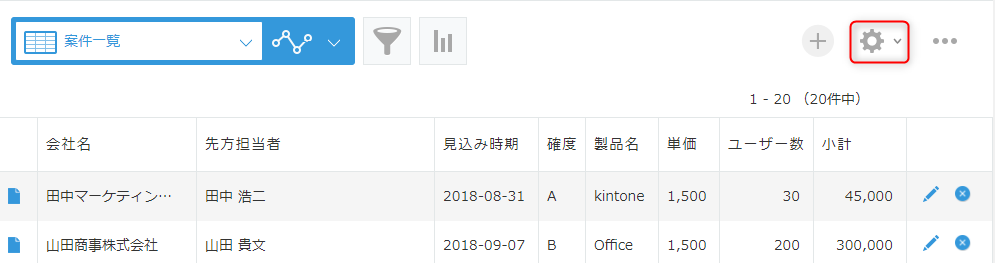 案件一覧
1 - 20 （20件中）
会社名 先方担当者 見込み時期 確度 製品名 単価 ユーザー数 小計
田中マーケティン… 田中 浩二 2018-08-31 A kintone 1,500 30 45,000
山田商事株式会社 山田 貴文 2018-09-07 B Office 1,500 200 300,000